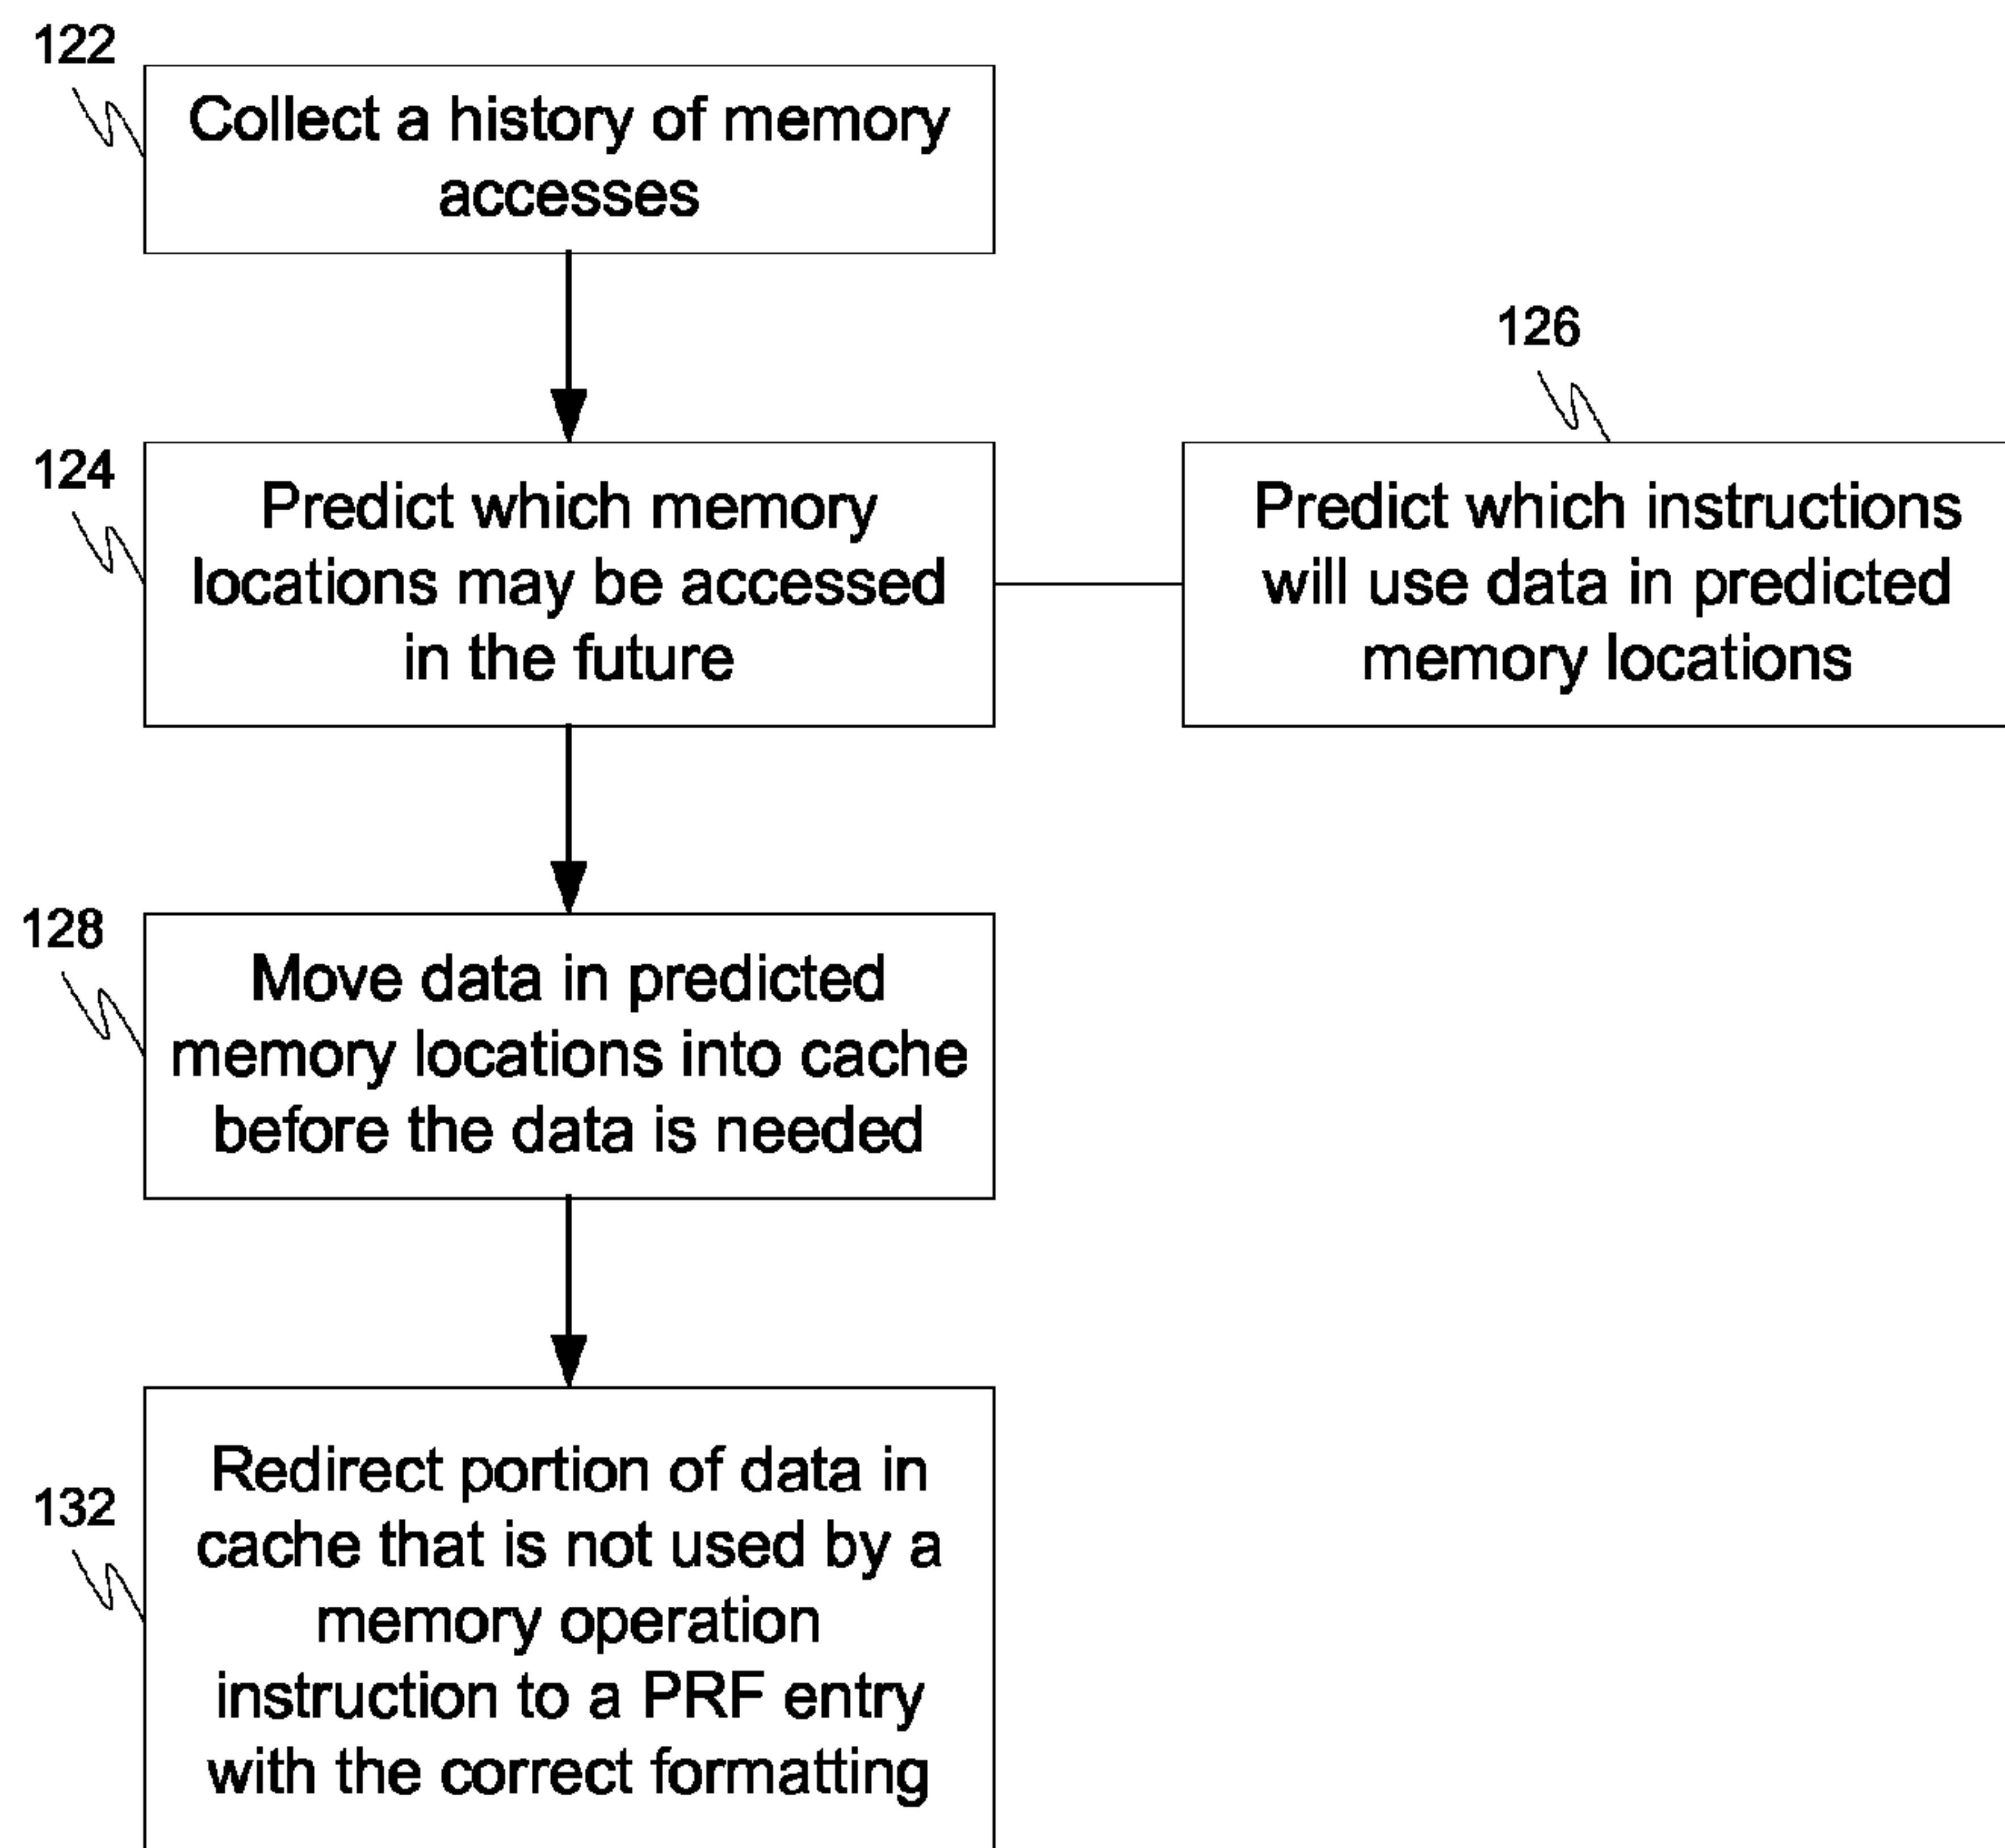 122
Collect a history of memory
accesses
126
124
Predict which memory
locations may be accessed
in the future
Predict which instructions
will use data in predicted
memory locations
128
Move data in predicted
memory locations into cache
before the data is needed
132
Redirect portion of data in
cache that is not used by a
memory operation
instruction to a PRF entry
with the correct formatting